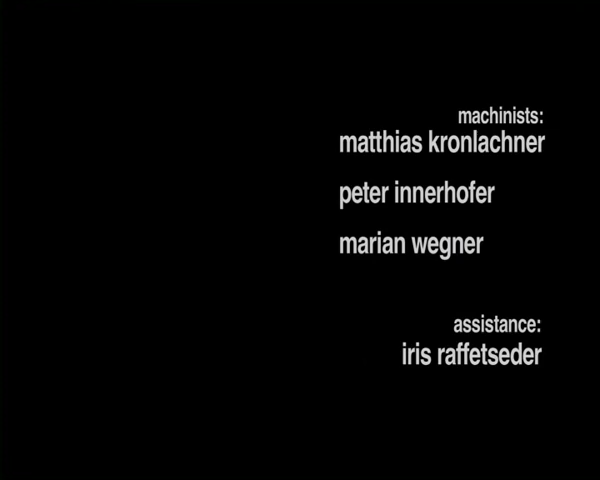 machinists:
matthias kronlachner
peter innerhofer
marian wegner
assistance:
iris raffetseder